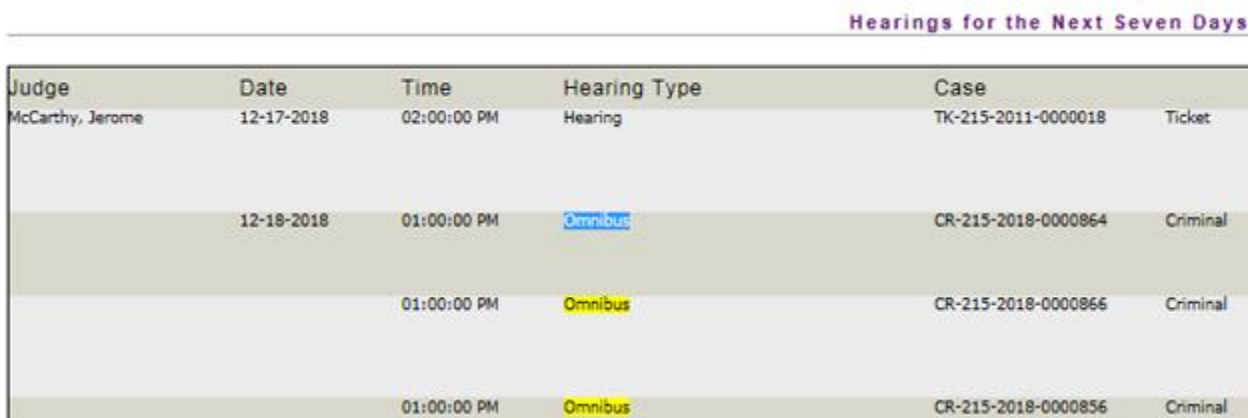 Hearings for the Next Seven Days
Judge Date Time Hearing Type Case
McCarthy, Jerome 12-17-2018 02:00:00 PM Hearing TK-215-2011-0000018 Ticket
12-18-2018 01:00:00 PM Omnibus CR-215-2018-0000864 Criminal
01:00:00 PM Omnibus CR-215-2018-0000866 Criminal
01:00:00 PM Omnibus CR-215-2018-0000856 Criminal